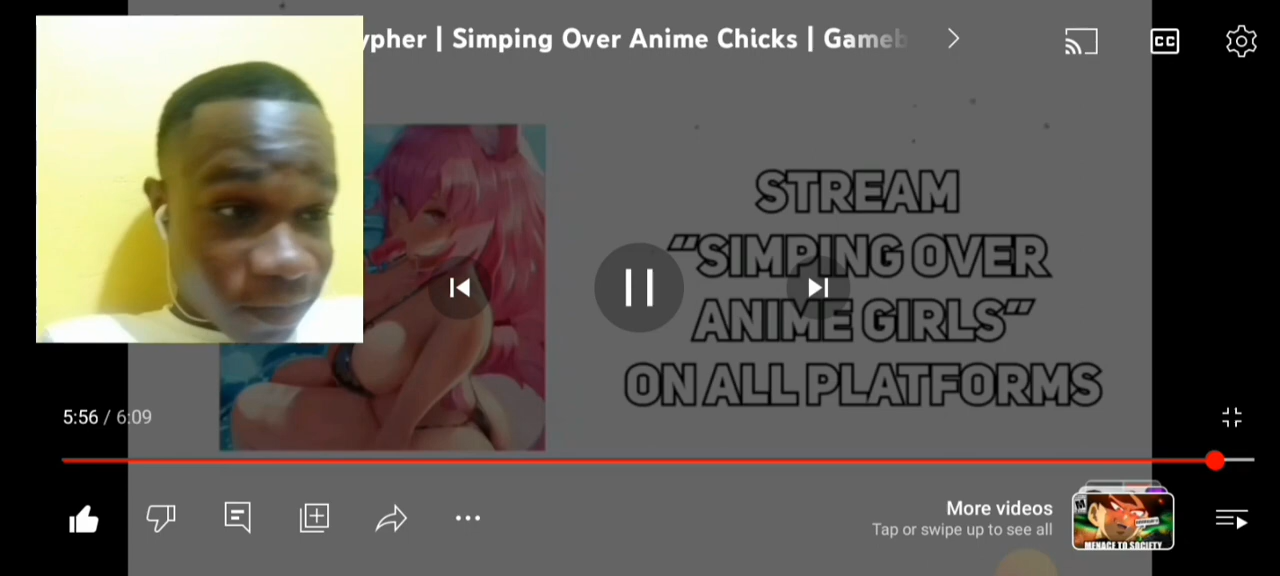 ypher | Simping Over Anime Chicks | Gameb
CC
STREAM
"SIMPING OVER
ANIME GIRLS"
ON ALL PLATFORMS
5:56 / 6:09
More videos
Tap or swipe up to see all
M
MENACE TO SOCIETY